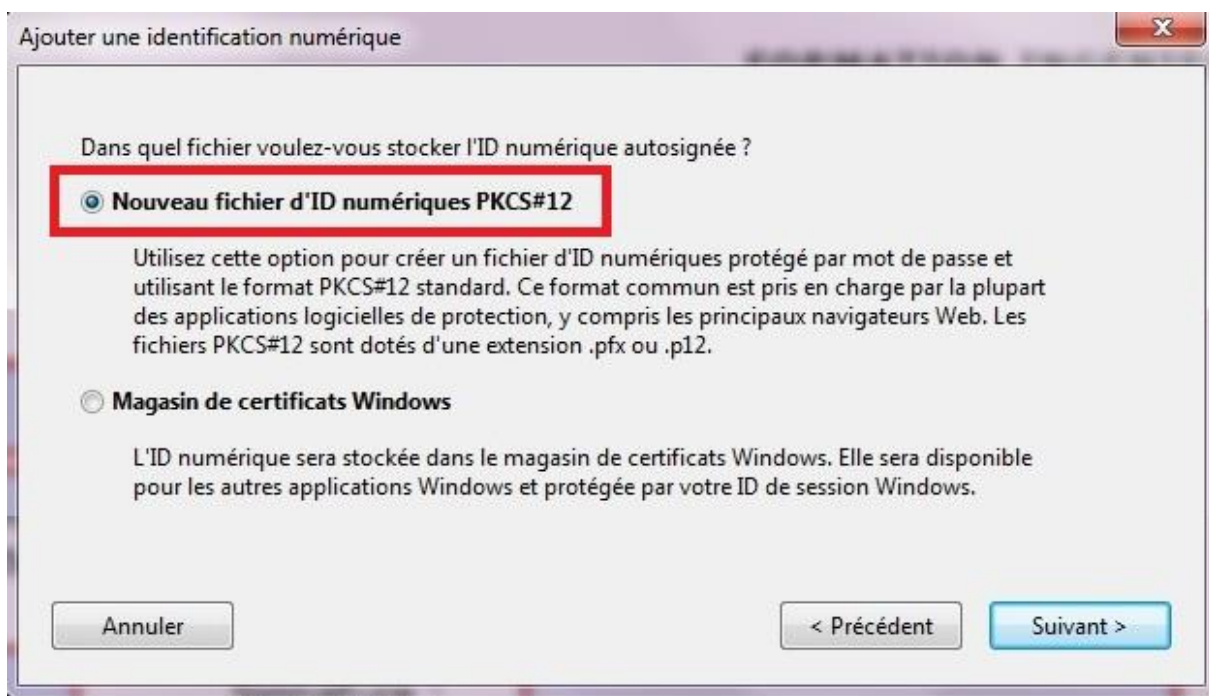 Ajouter une identification numérique
Dans quel fichier voulez-vous stocker l'ID numérique autosignée ?
Nouveau fichier d'ID numériques PKCS#12
Utilisez cette option pour créer un fichier d'ID numériques protégé par mot de passe et
utilisant le format PKCS#12 standard. Ce format commun est pris en charge par la plupart
des applications logicielles de protection, y compris les principaux navigateurs Web. Les
fichiers PKCS#12 sont dotés d'une extension .pfx ou .p12.
Magasin de certificats Windows
L'ID numérique sera stockée dans le magasin de certificats Windows. Elle sera disponible
pour les autres applications Windows et protégée par votre ID de session Windows.
Annuler
< Précédent
Suivant >